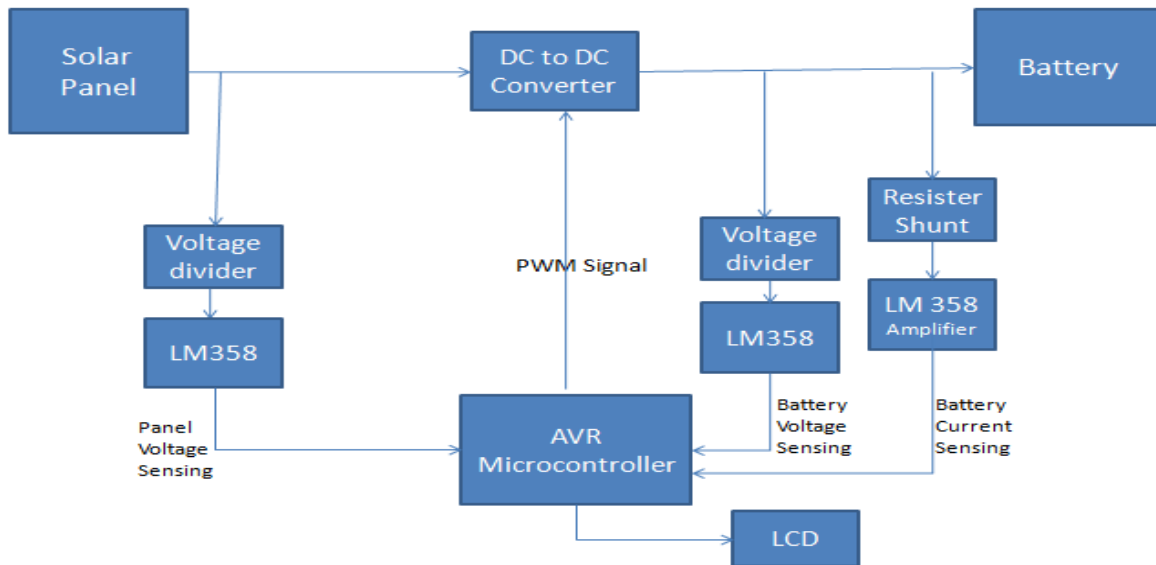 Solar
Panel
DC to DC
Converter
Battery
Voltage
divider
LM358
PWM Signal
Voltage
divider
LM358
Resister
Shunt
LM 358
Amplifier
Panel
Voltage
Sensing
AVR
Microcontroller
Battery
Voltage
Sensing
Battery
Current
Sensing
LCD